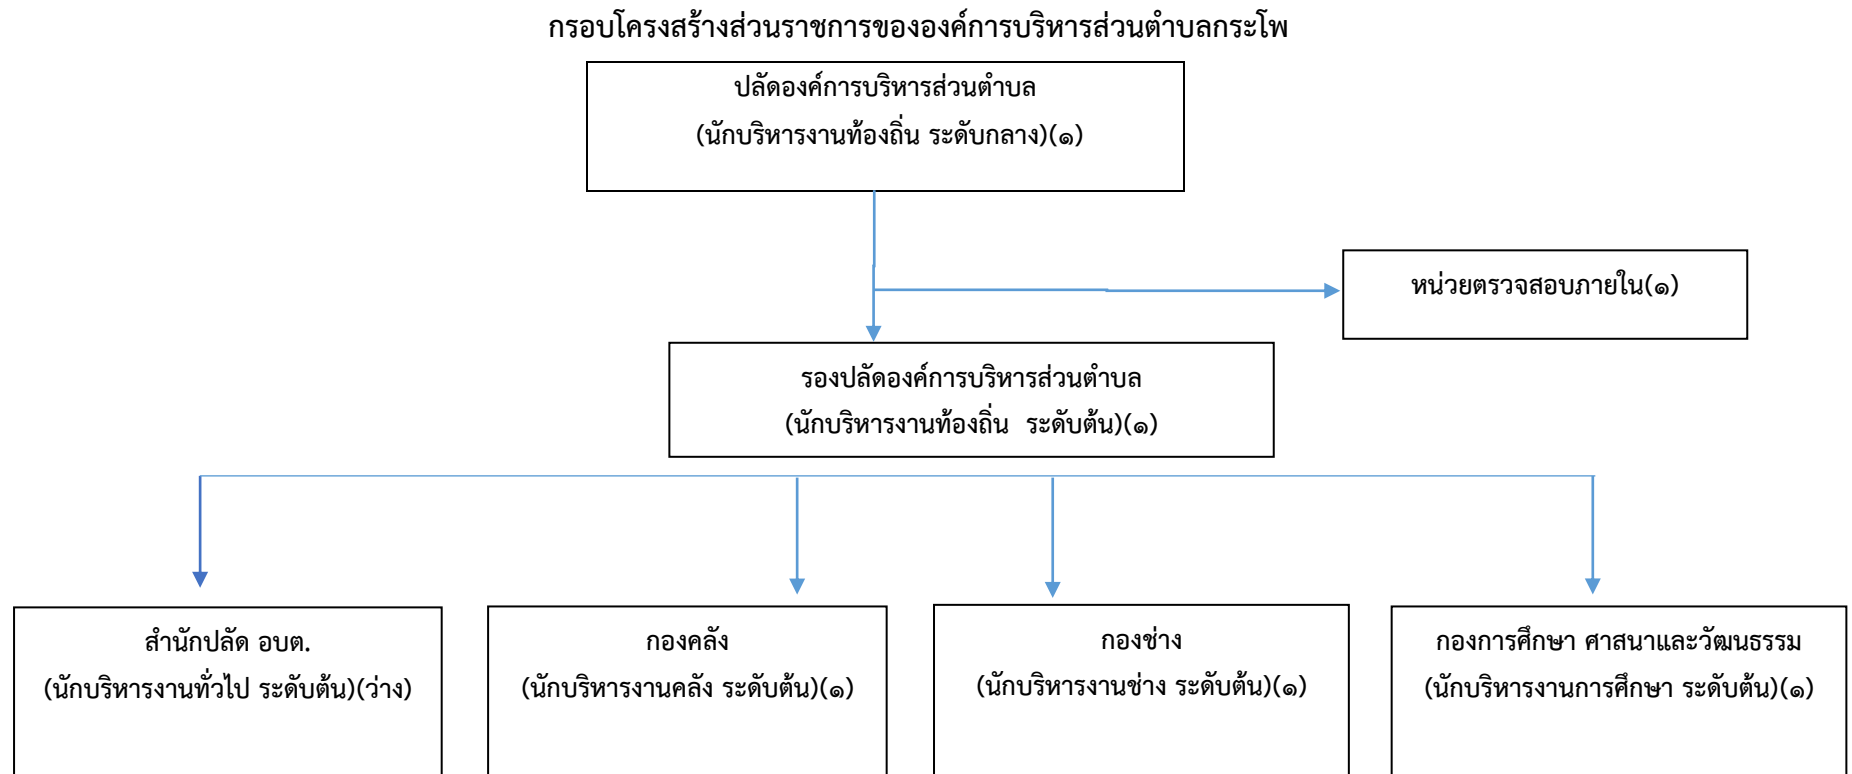 กรอบโครงสร้างส่วนราชการขององค์การบริหารส่วนตำบลกระโพ
ปลัดองค์การบริหารส่วนตำบล
(นักบริหารงานท้องถิ่น ระดับกลาง)(๑)
หน่วยตรวจสอบภายใน(๑)
รองปลัดองค์การบริหารส่วนตำบล
(นักบริหารงานท้องถิ่น  ระดับต้น)(๑)
สำนักปลัด อบต.
(นักบริหารงานทั่วไป ระดับต้น)(ว่าง)
กองคลัง
(นักบริหารงานคลัง ระดับต้น)(๑)
กองช่าง
(นักบริหารงานช่าง ระดับต้น)(๑)
กองการศึกษา ศาสนาและวัฒนธรรม
(นักบริหารงานการศึกษา ระดับต้น)(๑)